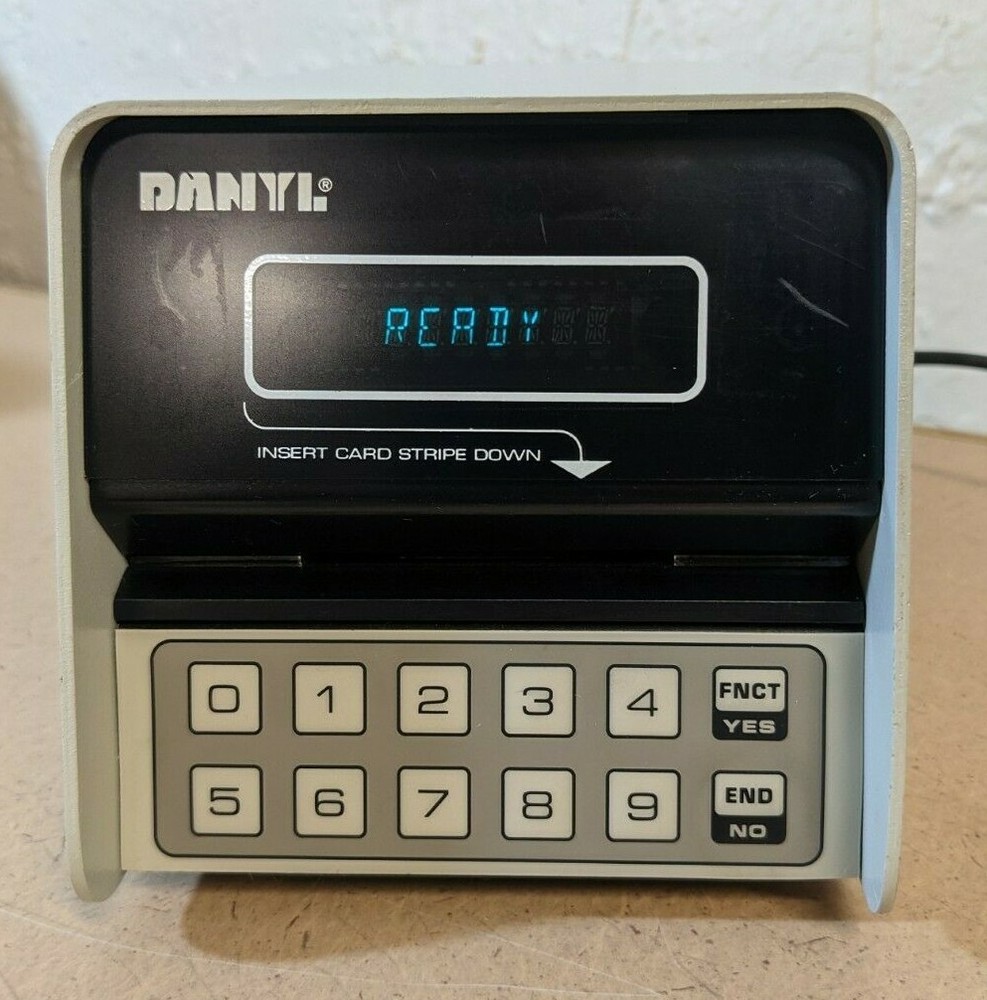 DANYL®
READY
INSERT CARD STRIPE DOWN
0 1 2 3 4 FNCT
YES
5 6 7 8 9 END
NO